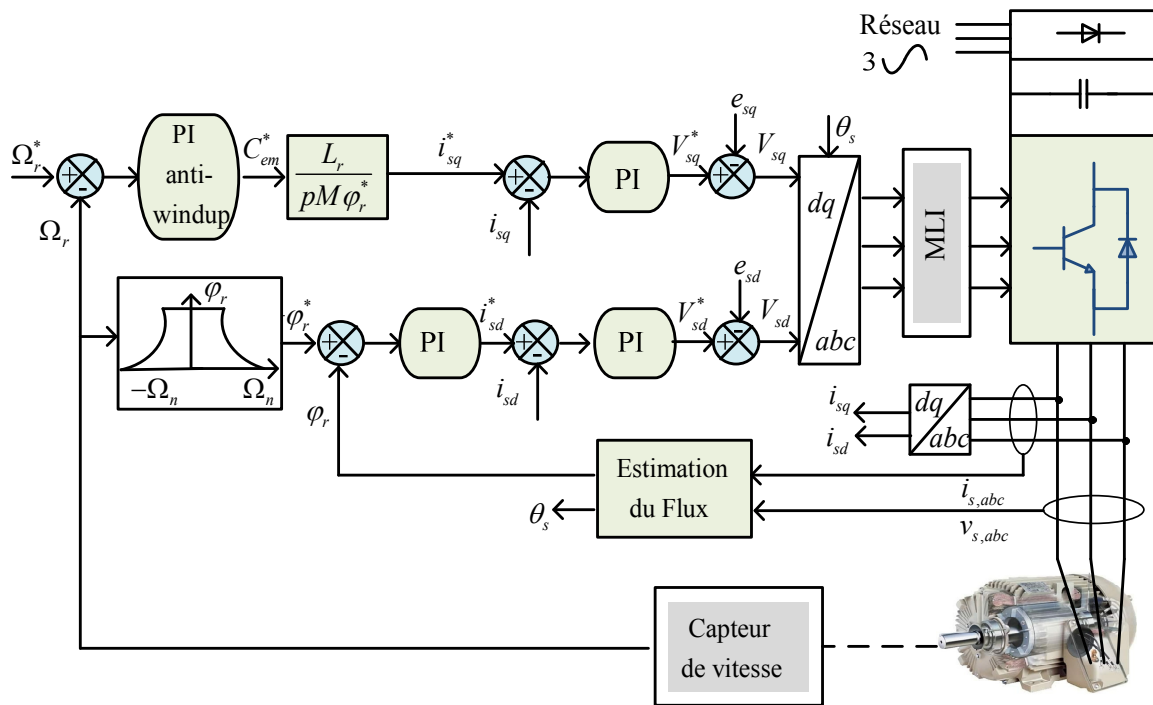 Réseau
3
Ω_r^*
+
-
PI
anti-
windup
C_em^*
L_r
pMφ_r^*
i_sq^*
+
-
i_sq
PI
V_sq^*
e_sq
+
-
V_sq
θ_s
dq
abc
MLI
Ω_r
φ_r
-Ω_n
Ω_n
φ_r^*
+
-
φ_r
PI
i_sd^*
+
-
i_sd
PI
V_sd^*
e_sd
+
-
V_sd
i_sq
i_sd
dq
abc
Estimation
du Flux
θ_s
i_s,abc
v_s,abc
Capteur
de vitesse